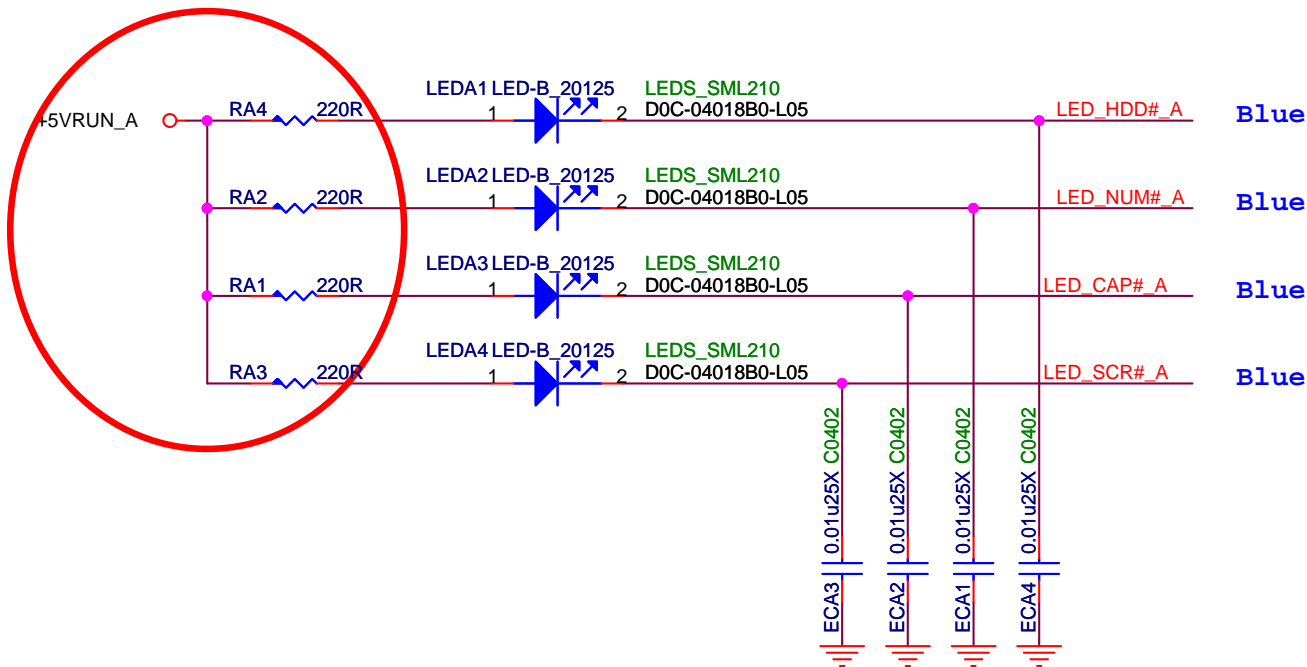 LEDA1 LED-B_20125 LEDS_SML210
+5VRUN_A RA4 220R 1 2 D0C-04018B0-L05 LED_HDD#_A Blue
LEDA2 LED-B_20125 LEDS_SML210
RA2 220R 1 2 D0C-04018B0-L05 LED_NUM#_A Blue
LEDA3 LED-B_20125 LEDS_SML210
RA1 220R 1 2 D0C-04018B0-L05 LED_CAP#_A Blue
LEDA4 LED-B_20125 LEDS_SML210
RA3 220R 1 2 D0C-04018B0-L05 LED_SCR#_A Blue
ECA3 0.01u25X C0402
ECA2 0.01u25X C0402
ECA1 0.01u25X C0402
ECA4 0.01u25X C0402